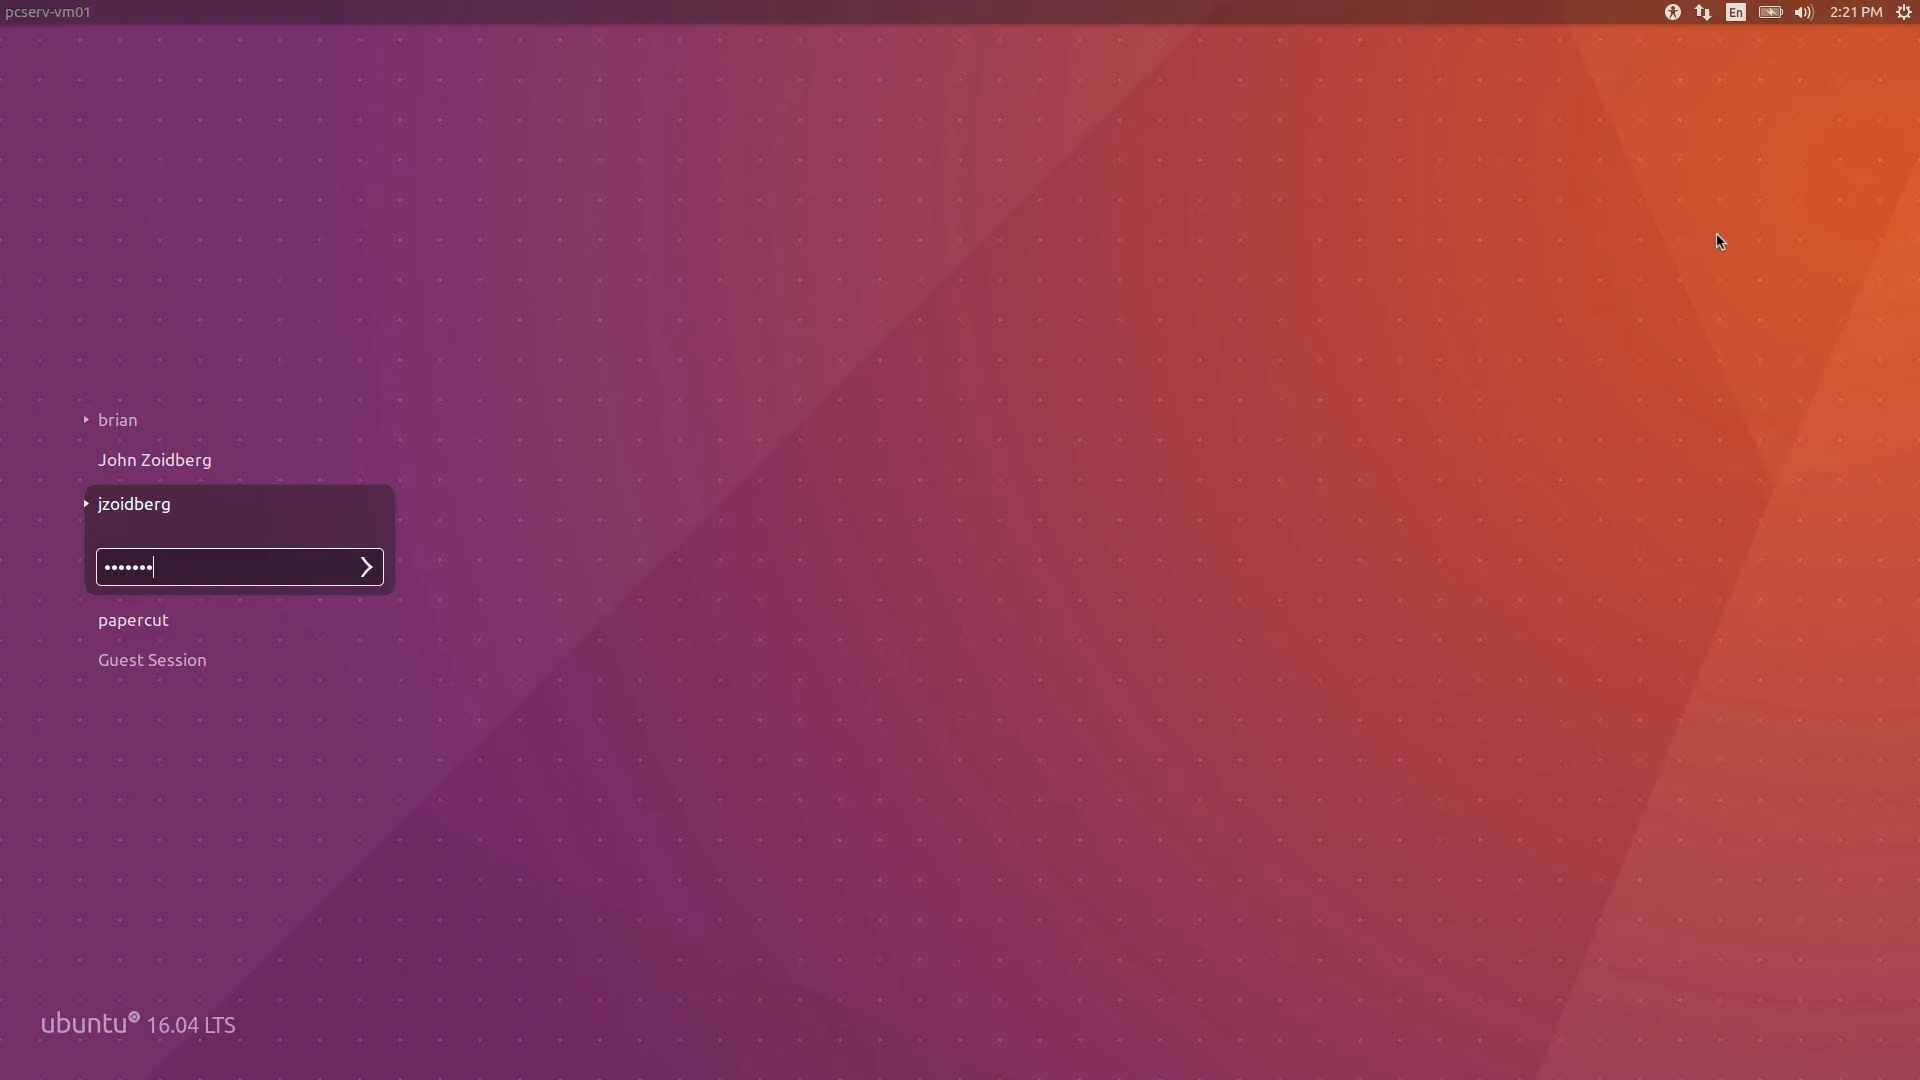 pcserv-vm01
En
2:21 PM
brian
John Zoidberg
jzoidberg
•••••••
papercut
Guest Session
ubuntu 16.04 LTS